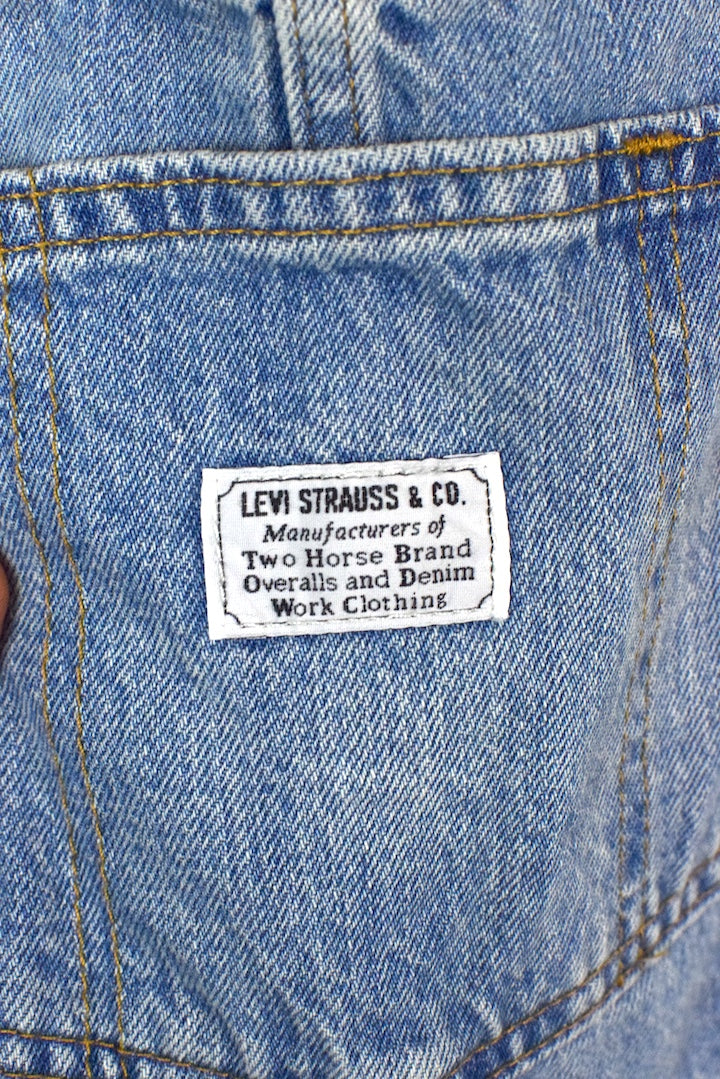 LEVI STRAUSS & CO.
Manufacturers of
Two Horse Brand
Overalls and Denim
Work Clothing